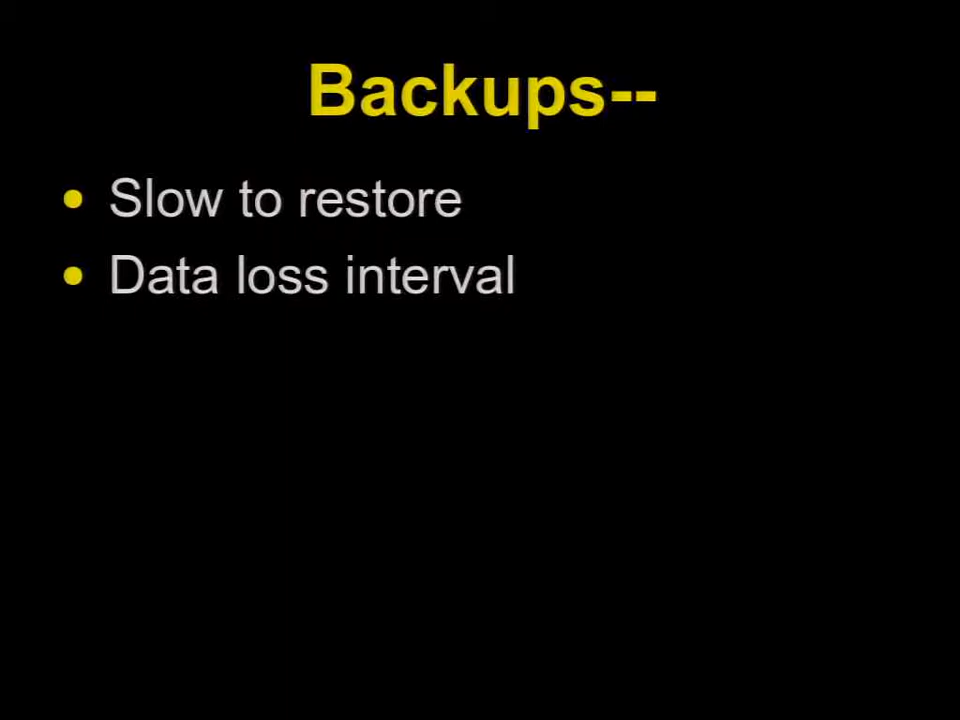 Backups--
• Slow to restore
• Data loss interval